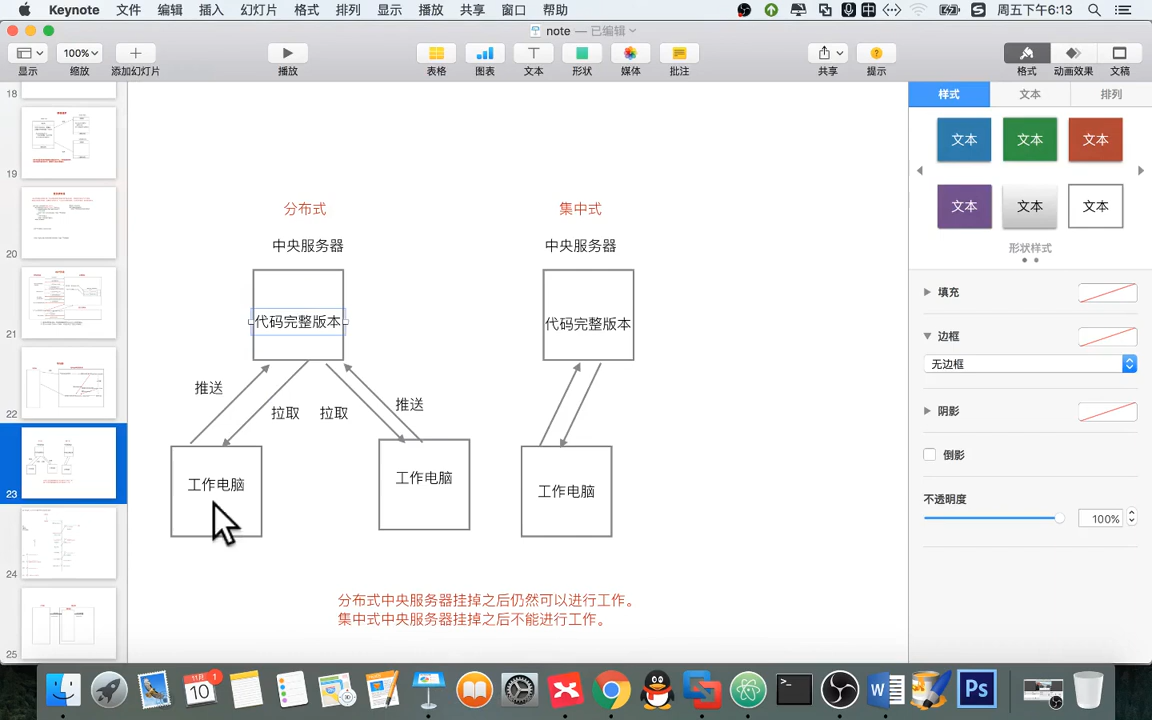 Keynote 文件 编辑 插入 幻灯片 格式 排列 显示 播放 共享 窗口 帮助 周五下午6:13
note — 已编辑
100%
显示 缩放 添加幻灯片 播放 表格 图表 文本 形状 媒体 批注 共享 提示 格式 动画效果 文稿
样式 文本 排列
18
19
20
21
22
23
24
25
分布式 集中式
中央服务器 中央服务器
代码完整版本 代码完整版本
推送 拉取 拉取 推送
工作电脑 工作电脑 工作电脑
分布式中央服务器挂掉之后仍然可以进行工作。
集中式中央服务器挂掉之后不能进行工作。
文本 文本 文本
文本 文本 文本
形状样式
填充
边框
无边框
阴影
倒影
不透明度
100%
11月 10 1
W Ps